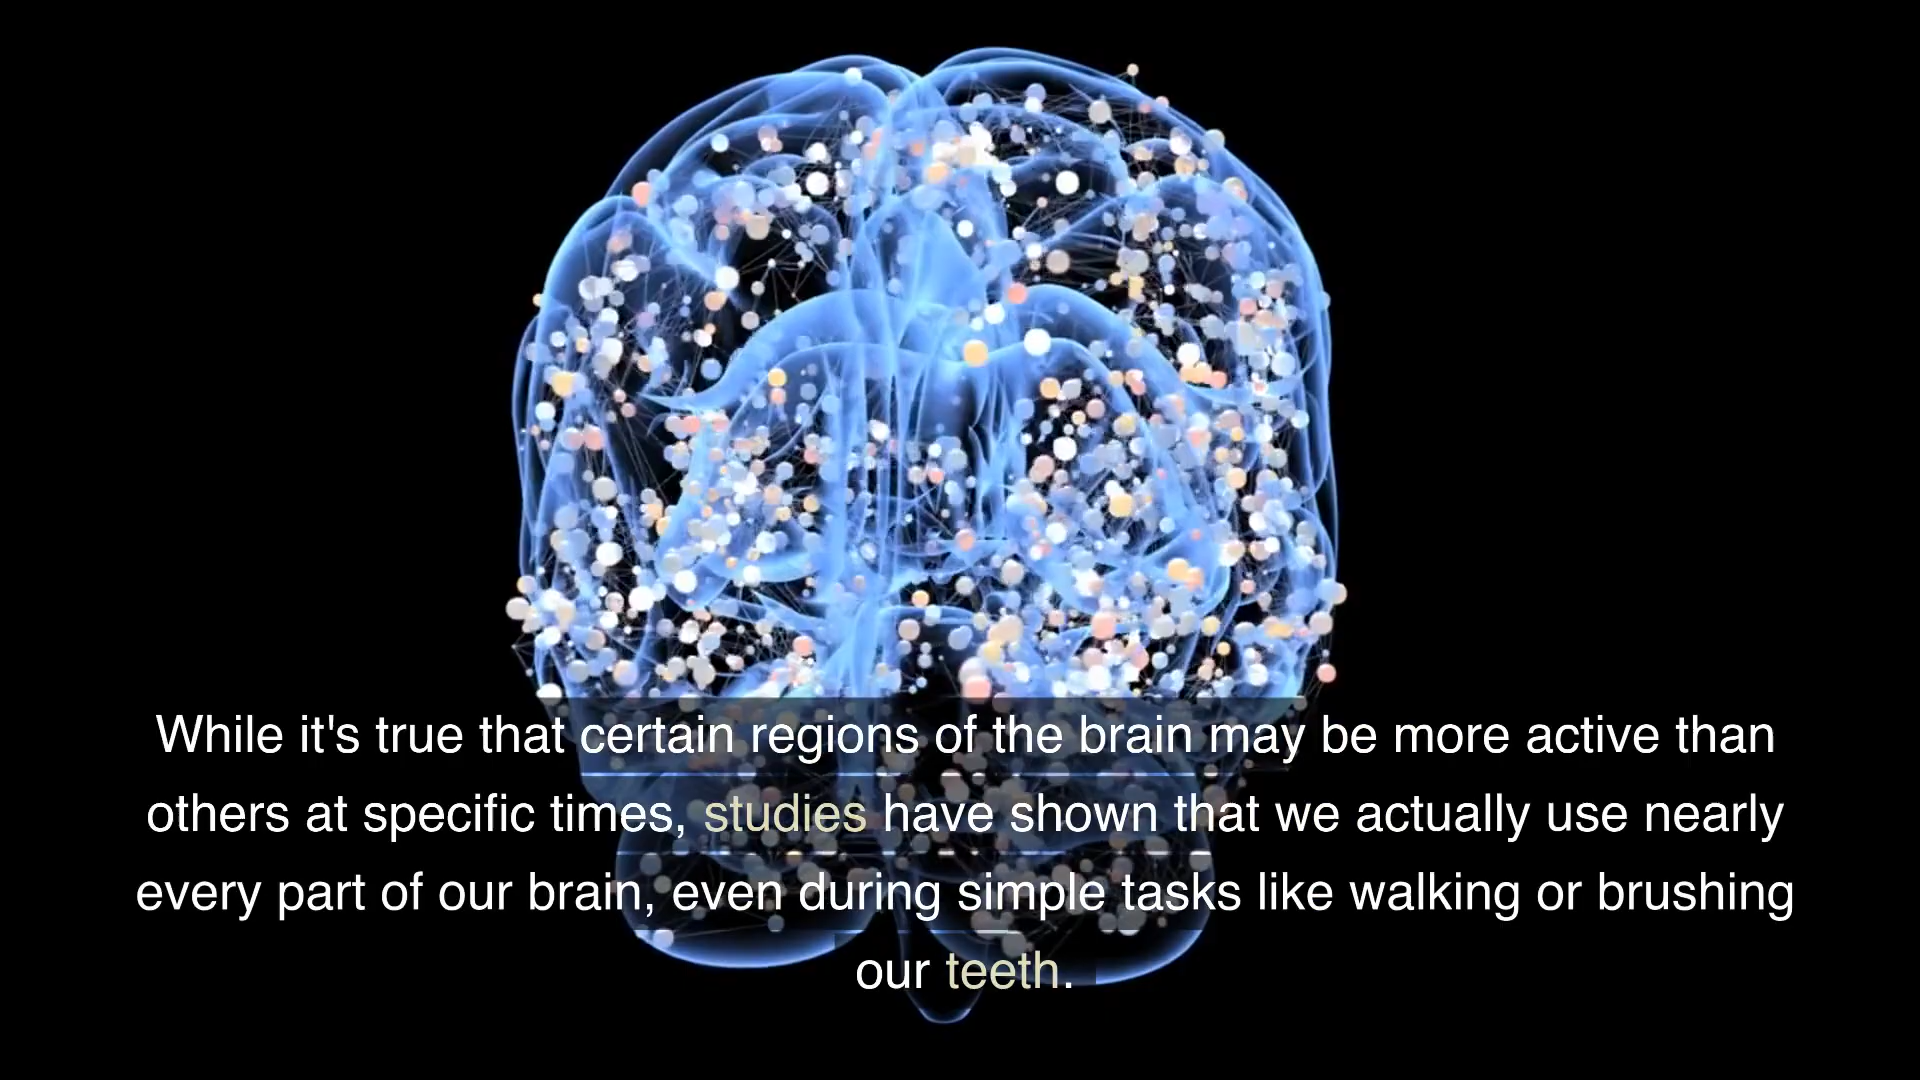 While it's true that certain regions of the brain may be more active than
others at specific times, studies have shown that we actually use nearly
every part of our brain, even during simple tasks like walking or brushing
our teeth.